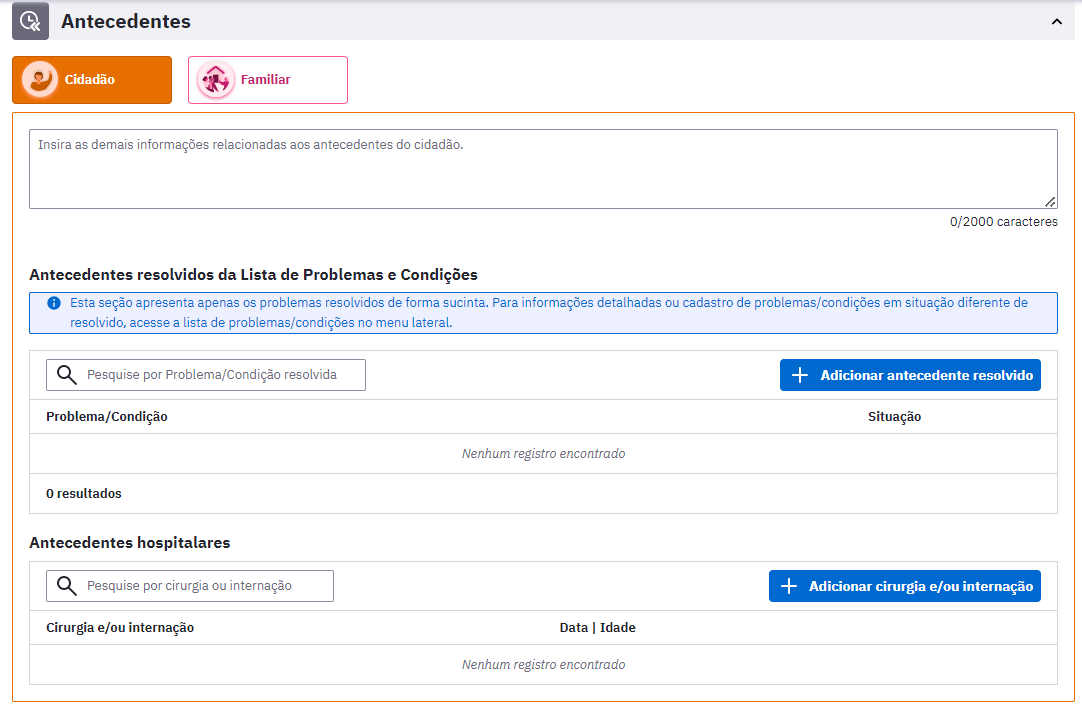 Antecedentes
Cidadão
Familiar
Insira as demais informações relacionadas aos antecedentes do cidadão.
0/2000 caracteres
Antecedentes resolvidos da Lista de Problemas e Condições
Esta seção apresenta apenas os problemas resolvidos de forma sucinta. Para informações detalhadas ou cadastro de problemas/condições em situação diferente de
resolvido, acesse a lista de problemas/condições no menu lateral.
Pesquise por Problema/Condição resolvida
Adicionar antecedente resolvido
Problema/Condição
Situação
Nenhum registro encontrado
0 resultados
Antecedentes hospitalares
Pesquise por cirurgia ou internação
Adicionar cirurgia e/ou internação
Cirurgia e/ou internação
Data | Idade
Nenhum registro encontrado